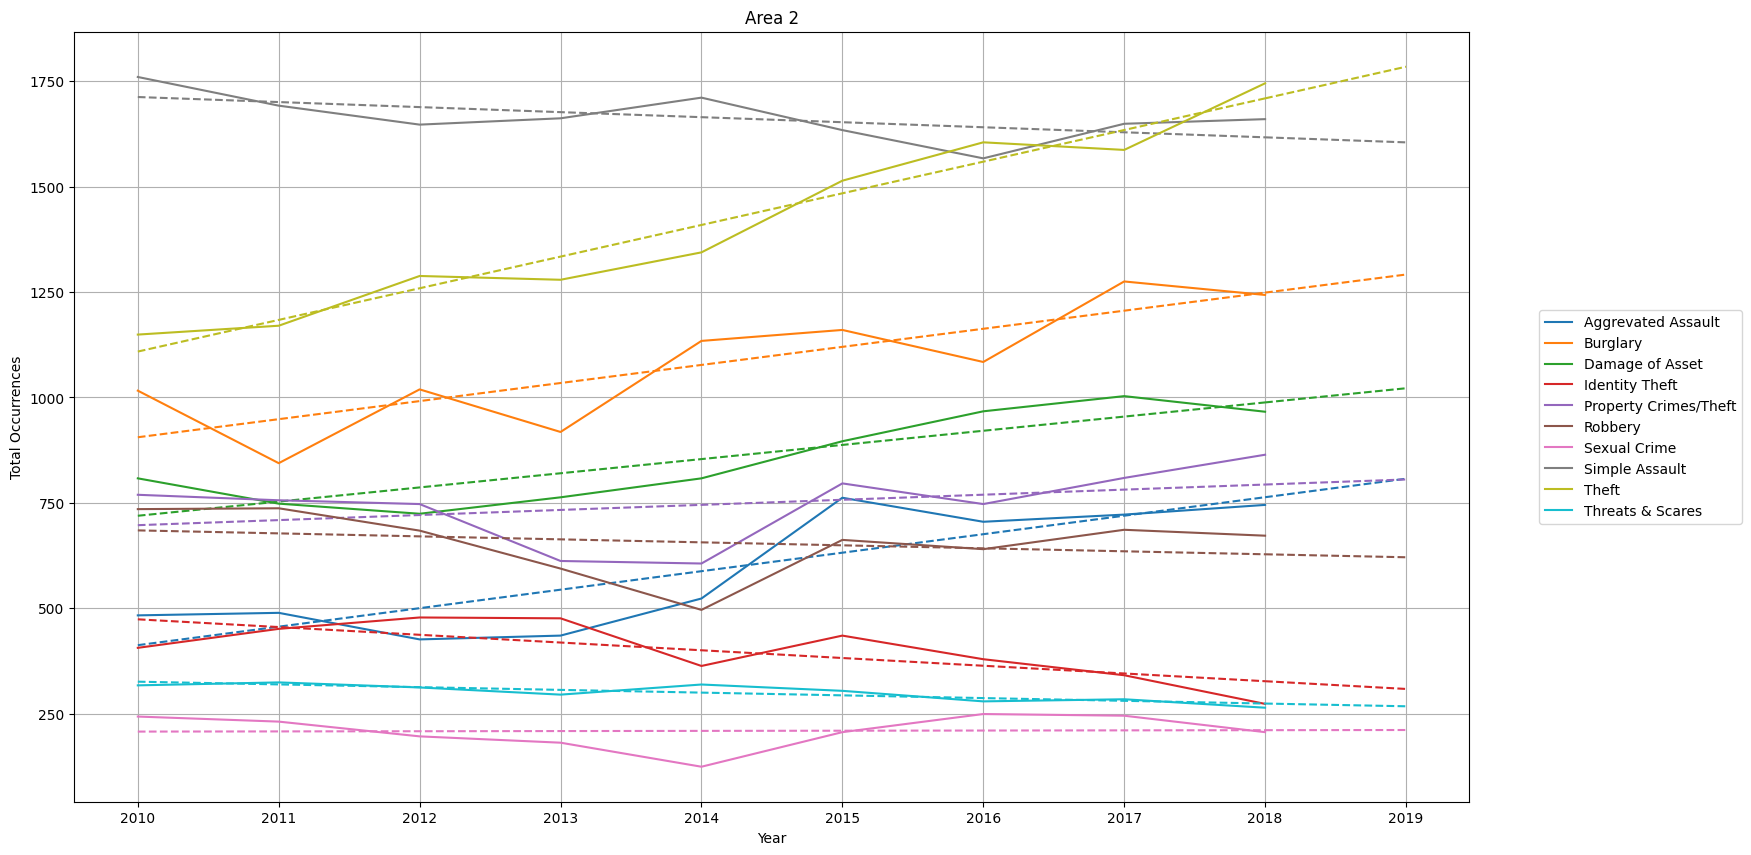 Area 2
Total Occurrences
1750
1500
1250
1000
750
500
250
2010 2011 2012 2013 2014 2015 2016 2017 2018 2019
Year
Aggrevated Assault
Burglary
Damage of Asset
Identity Theft
Property Crimes/Theft
Robbery
Sexual Crime
Simple Assault
Theft
Threats & Scares